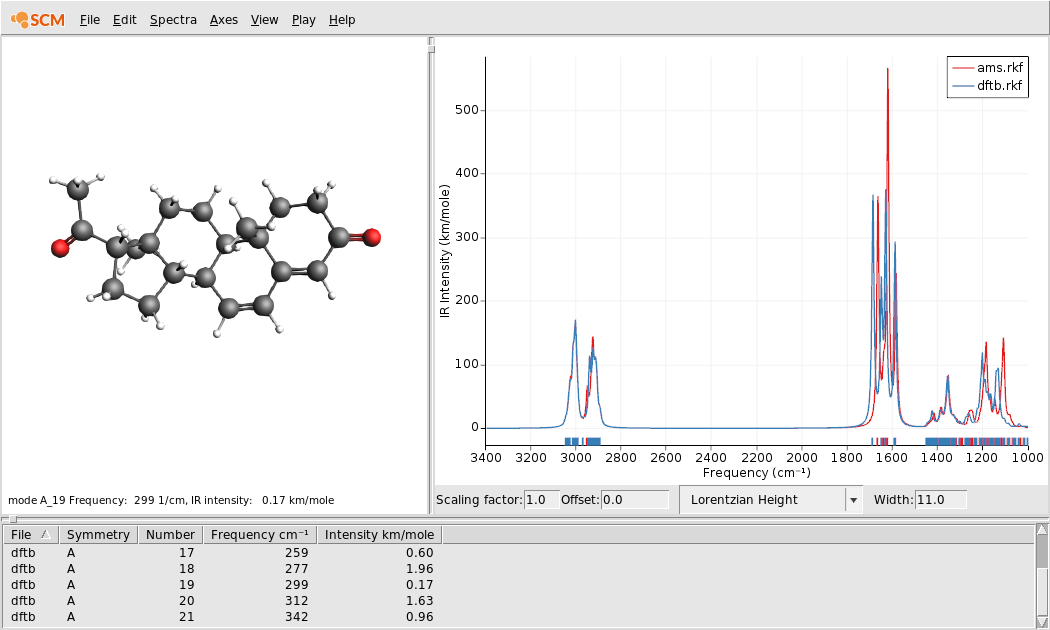 SCM File Edit Spectra Axes View Play Help
ams.rkf
dftb.rkf
IR Intensity (km/mole)
500
400
300
200
100
0
3400 3200 3000 2800 2600 2400 2200 2000 1800 1600 1400 1200 1000
Frequency (cm⁻¹)
mode A_19 Frequency: 299 1/cm, IR intensity: 0.17 km/mole
Scaling factor: 1.0 Offset: 0.0 Lorentzian Height Width: 11.0
File Symmetry Number Frequency cm⁻¹ Intensity km/mole
dftb A 17 259 0.60
dftb A 18 277 1.96
dftb A 19 299 0.17
dftb A 20 312 1.63
dftb A 21 342 0.96